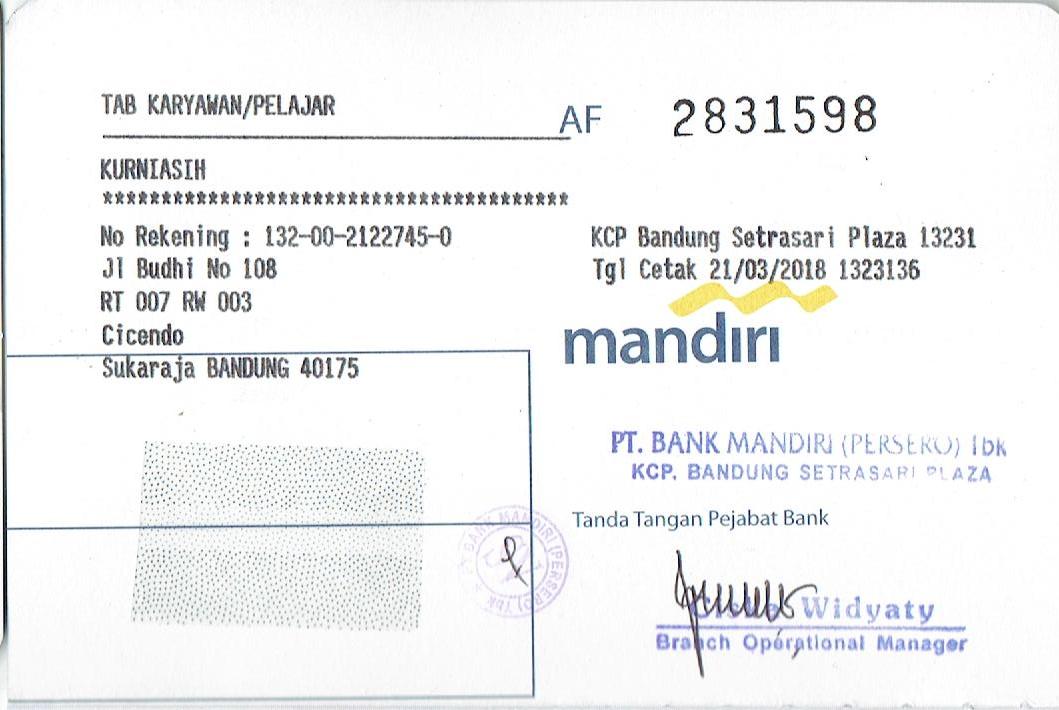 TAB KARYAWAN/PELAJAR
AF 2831598
KURNIASIH
****************************************
No Rekening : 132-00-2122745-0
Jl Budhi No 108
RT 007 RW 003
Cicendo
Sukaraja BANDUNG 40175
KCP Bandung Setrasari Plaza 13231
Tgl Cetak 21/03/2018 1323136
mandiri
PT. BANK MANDIRI (PERSERO) Tbk
KCP. BANDUNG SETRASARI PLAZA
Tanda Tangan Pejabat Bank
PT BANK MANDIRI (PERSERO) Tbk
Widyaty
Branch Operational Manager